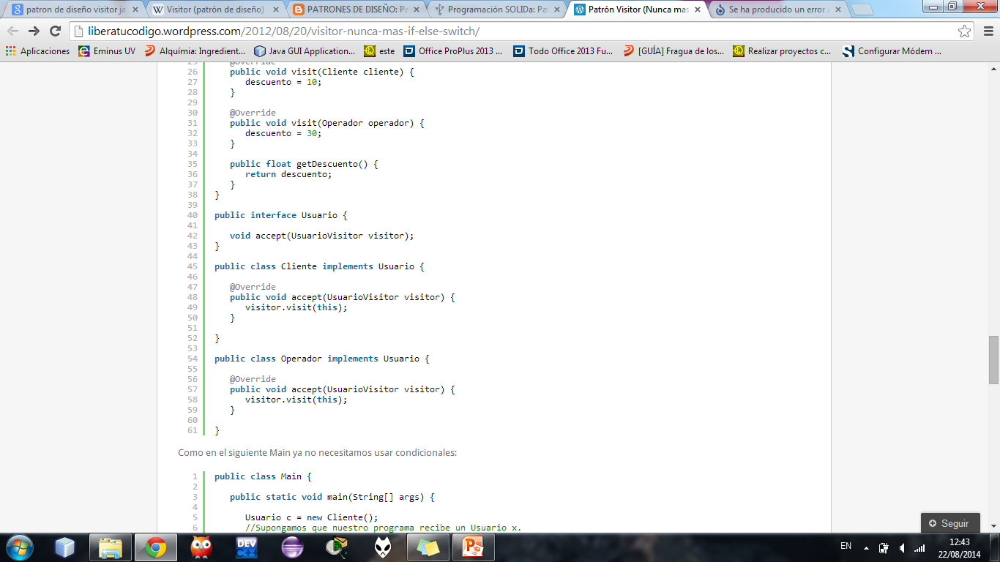 patron de diseño visitor ja
Visitor (patrón de diseño)
PATRONES DE DISEÑO: Pa
Programación SOLIDa: Pat
Patrón Visitor (Nunca mas
Se ha producido un error a
liberatucodigo.wordpress.com/2012/08/20/visitor-nunca-mas-if-else-switch/
Aplicaciones
Eminus UV
Alquímia: Ingredient...
Java GUI Application...
este
Office ProPlus 2013 ...
Todo Office 2013 Fu...
[GUÍA] Fragua de los...
Realizar proyectos c...
Configurar Módem ...
25 @Override
26 public void visit(Cliente cliente) {
27 descuento = 10;
28 }
29
30 @Override
31 public void visit(Operador operador) {
32 descuento = 30;
33 }
34
35 public float getDescuento() {
36 return descuento;
37 }
38 }
39
40 public interface Usuario {
41
42 void accept(UsuarioVisitor visitor);
43 }
44
45 public class Cliente implements Usuario {
46
47 @Override
48 public void accept(UsuarioVisitor visitor) {
49 visitor.visit(this);
50 }
51
52 }
53
54 public class Operador implements Usuario {
55
56 @Override
57 public void accept(UsuarioVisitor visitor) {
58 visitor.visit(this);
59 }
60
61 }
Como en el siguiente Main ya no necesitamos usar condicionales:
1 public class Main {
2
3 public static void main(String[] args) {
4
5 Usuario c = new Cliente();
6 //Supongamos que nuestro programa recibe un Usuario x.
Seguir
DEV
C++
EN
12:43
22/08/2014